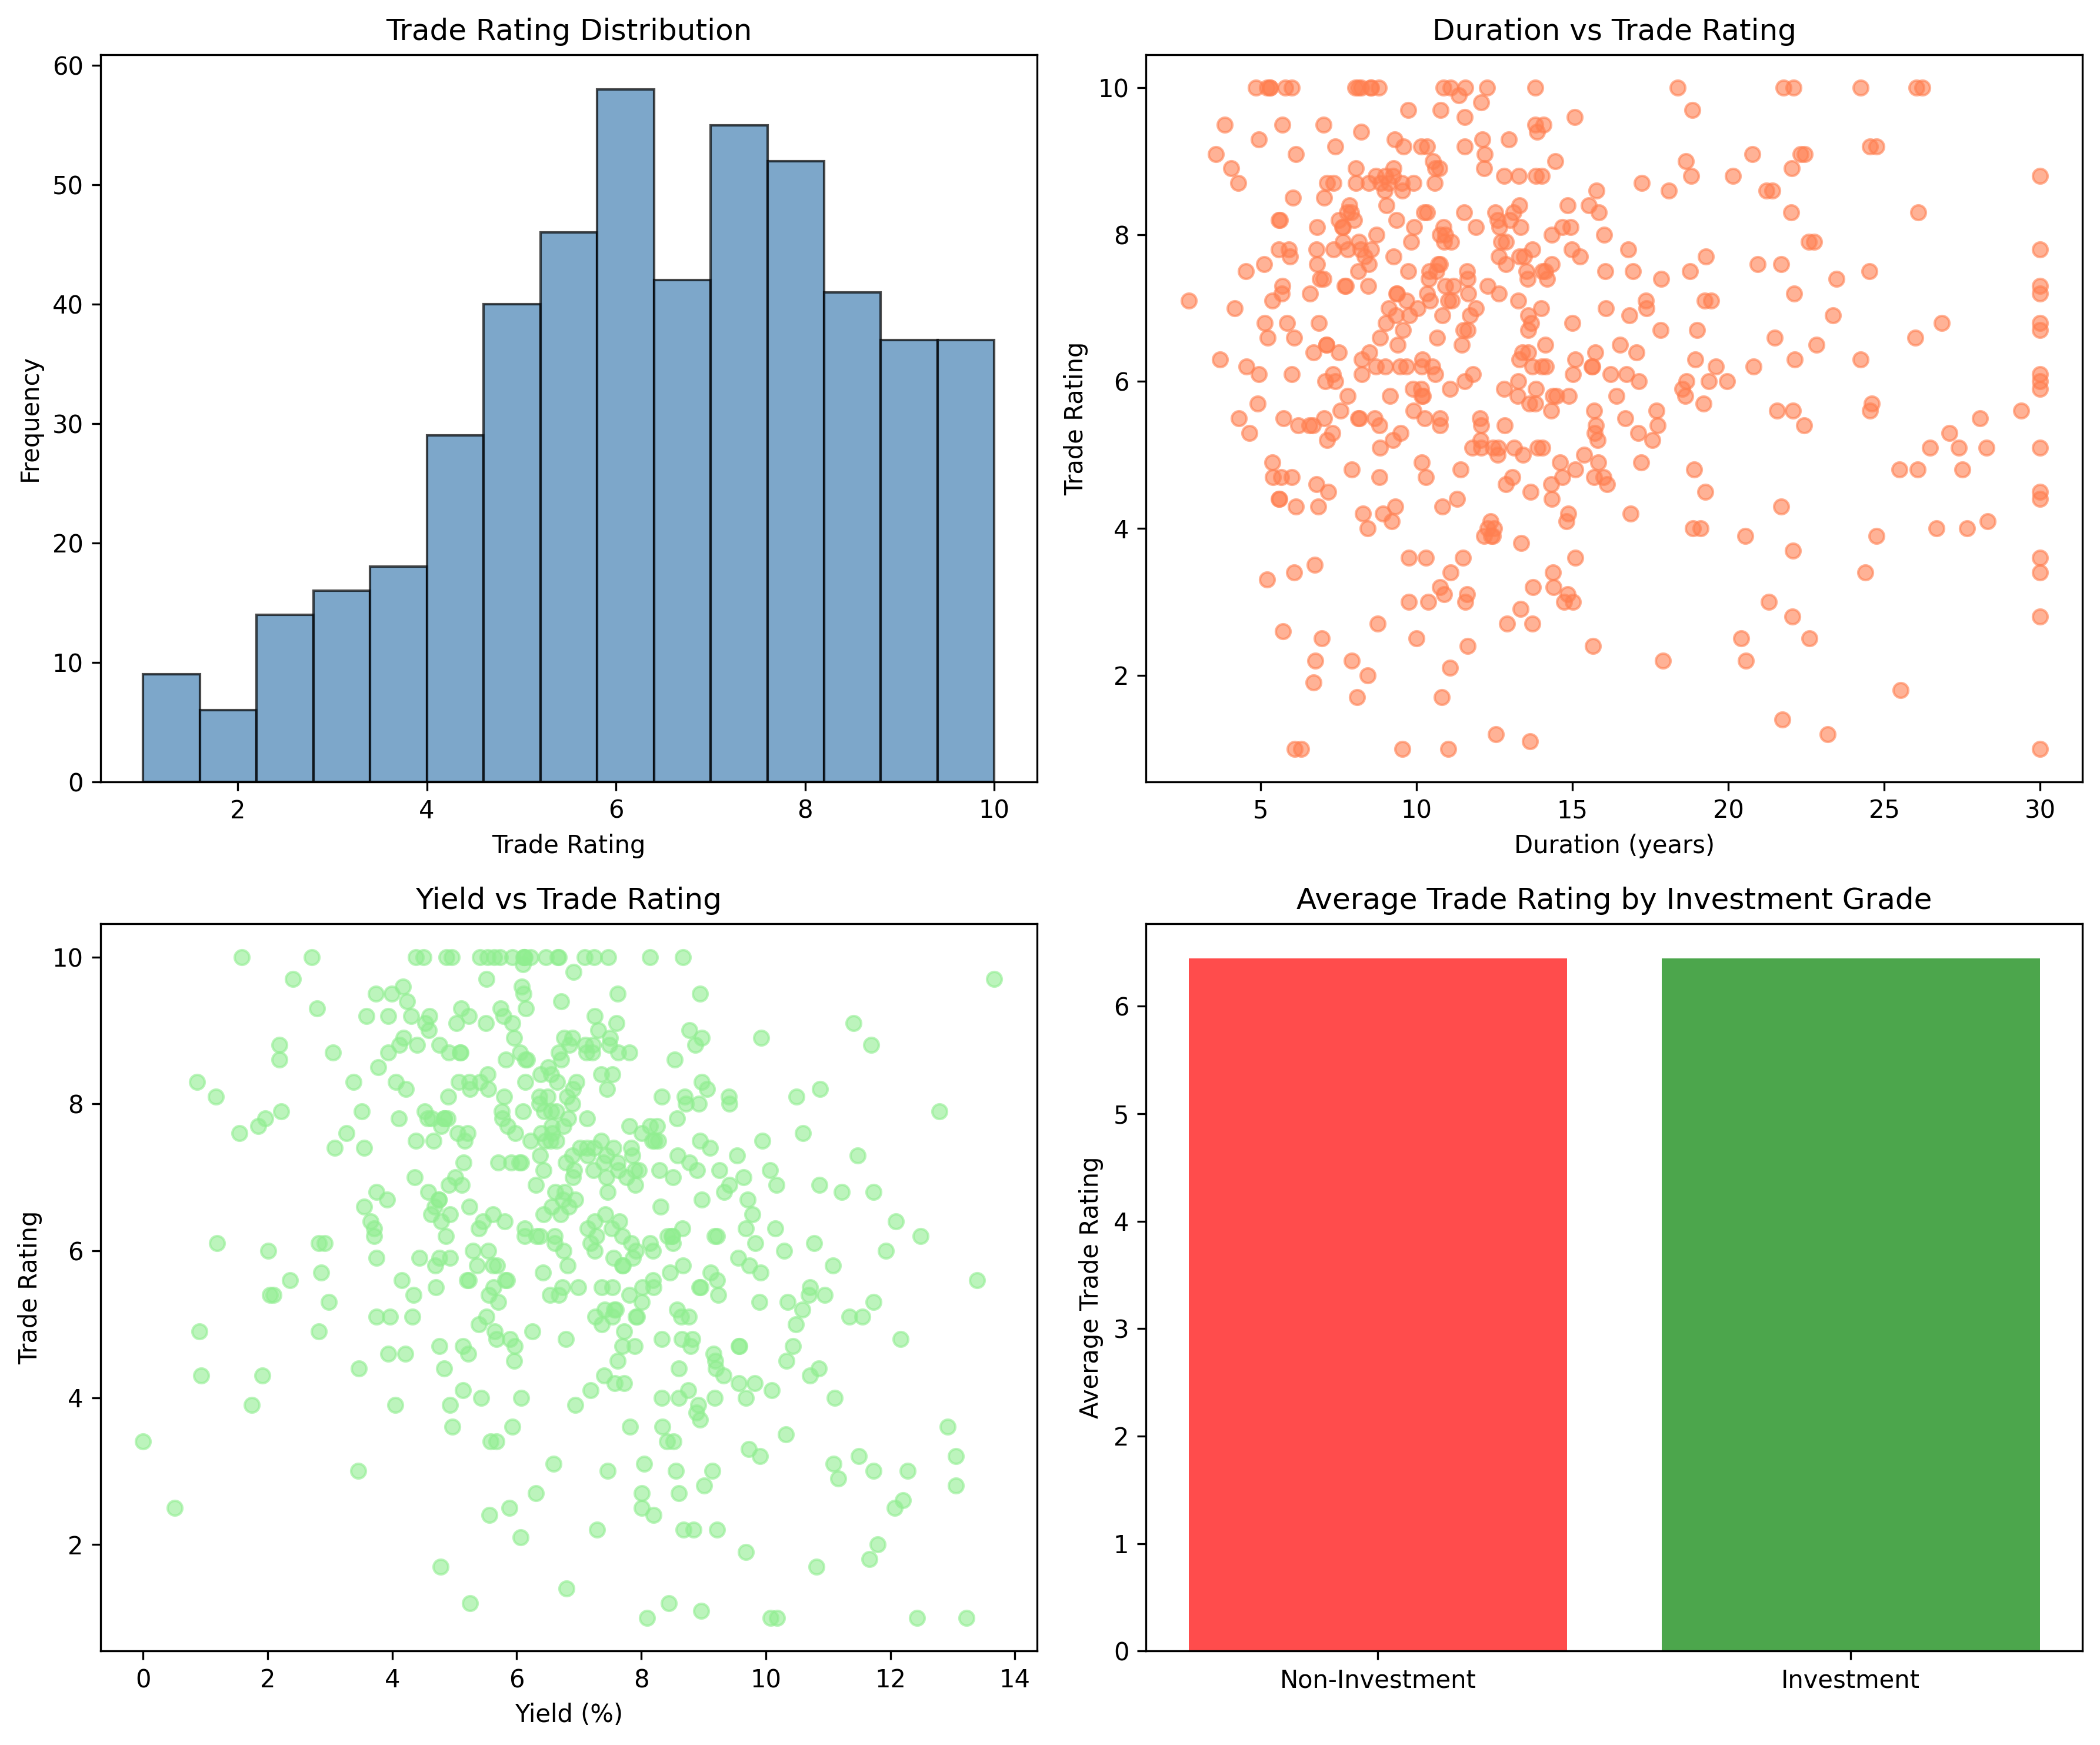 Trade Rating Distribution
60
50
40
30
20
10
0
Frequency
2 4 6 8 10
Trade Rating
Duration vs Trade Rating
10
8
6
4
2
Trade Rating
5 10 15 20 25 30
Duration (years)
Yield vs Trade Rating
10
8
6
4
2
Trade Rating
0 2 4 6 8 10 12 14
Yield (%)
Average Trade Rating by Investment Grade
6
5
4
3
2
1
0
Average Trade Rating
Non-Investment Investment